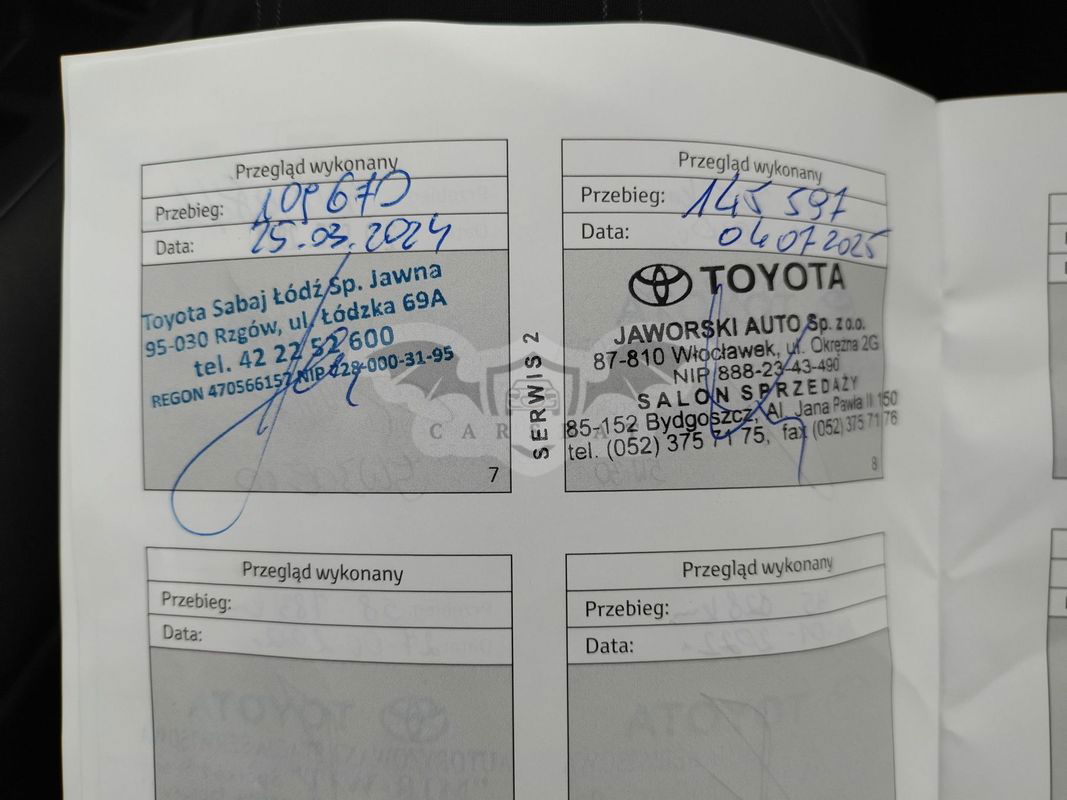 Przegląd wykonany
Przebieg: 109670
Data: 25.03.2024
Toyota Sabaj Łódź Sp. Jawna
95-030 Rzgów, ul. Łódzka 69A
tel. 42 22 52 600
REGON 470566157 NIP 728-000-31-95
7
SERWIS 2
Przegląd wykonany
Przebieg: 145 597
Data: 04 07 2025
TOYOTA
JAWORSKI AUTO Sp. z o.o.
87-810 Włocławek, ul. Okrężna 2G
NIP 888-23-43-490
SALON SPRZEDAŻY
85-152 Bydgoszcz, Al. Jana Pawła II 150
tel. (052) 375 71 75, fax (052) 375 71 76
8
Przegląd wykonany
Przebieg:
Data:
Przegląd wykonany
Przebieg:
Data: